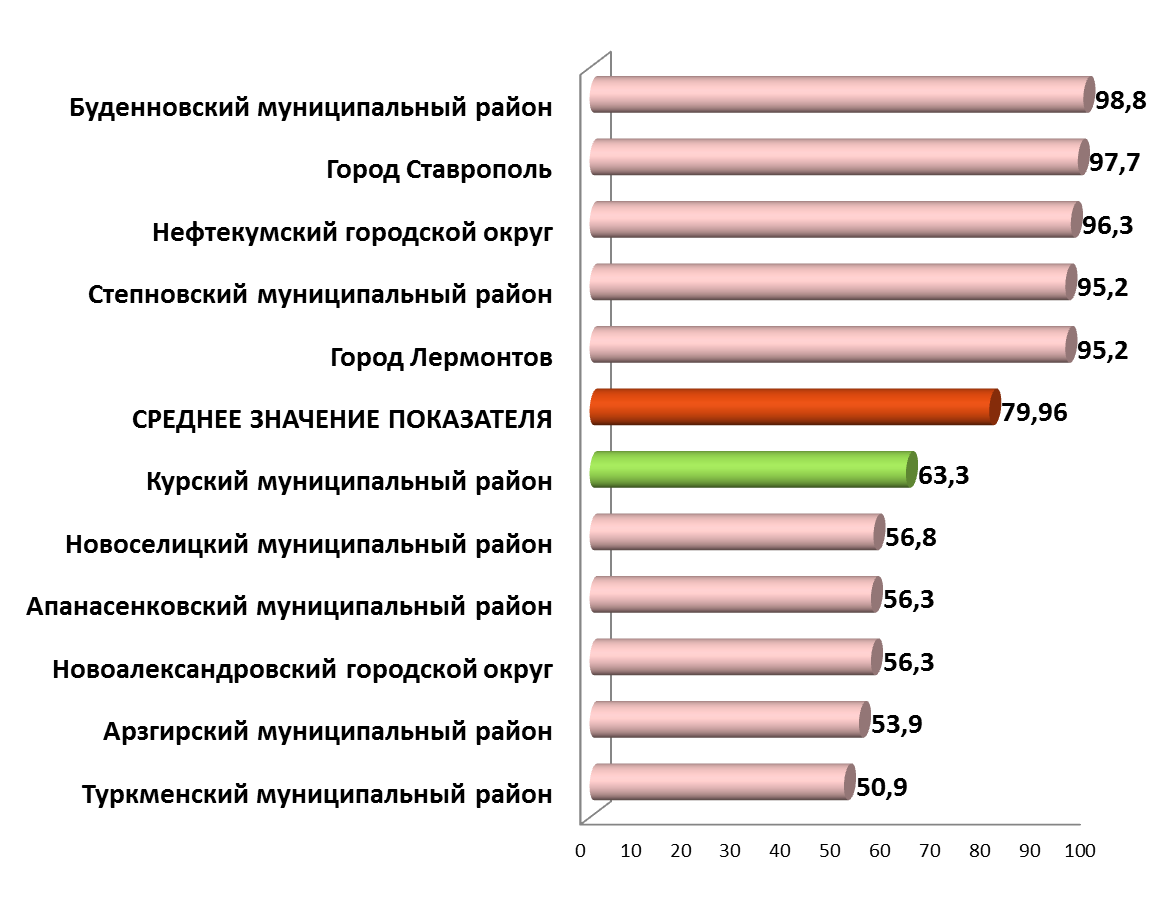 Буденновский муниципальный район 98,8
Город Ставрополь 97,7
Нефтекумский городской округ 96,3
Степновский муниципальный район 95,2
Город Лермонтов 95,2
СРЕДНЕЕ ЗНАЧЕНИЕ ПОКАЗАТЕЛЯ 79,96
Курский муниципальный район 63,3
Новоселицкий муниципальный район 56,8
Апанасенковский муниципальный район 56,3
Новоалександровский городской округ 56,3
Арзгирский муниципальный район 53,9
Туркменский муниципальный район 50,9
0 10 20 30 40 50 60 70 80 90 100